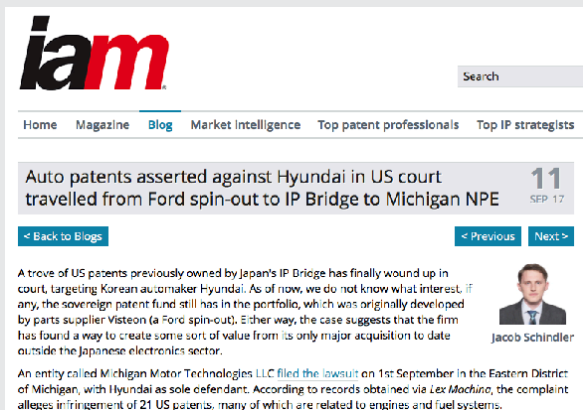 iam
Search
Home Magazine Blog Market intelligence Top patent professionals Top IP strategists
Auto patents asserted against Hyundai in US court
travelled from Ford spin-out to IP Bridge to Michigan NPE
11
SEP 17
< Back to Blogs
< Previous
Next >
A trove of US patents previously owned by Japan's IP Bridge has finally wound up in
court, targeting Korean automaker Hyundai. As of now, we do not know what interest, if
any, the sovereign patent fund still has in the portfolio, which was originally developed
by parts supplier Visteon (a Ford spin-out). Either way, the case suggests that the firm
has found a way to create some sort of value from its only major acquisition to date
outside the Japanese electronics sector.
Jacob Schindler
An entity called Michigan Motor Technologies LLC filed the lawsuit on 1st September in the Eastern District
of Michigan, with Hyundai as sole defendant. According to records obtained via Lex Machina, the complaint
alleges infringement of 21 US patents, many of which are related to engines and fuel systems.